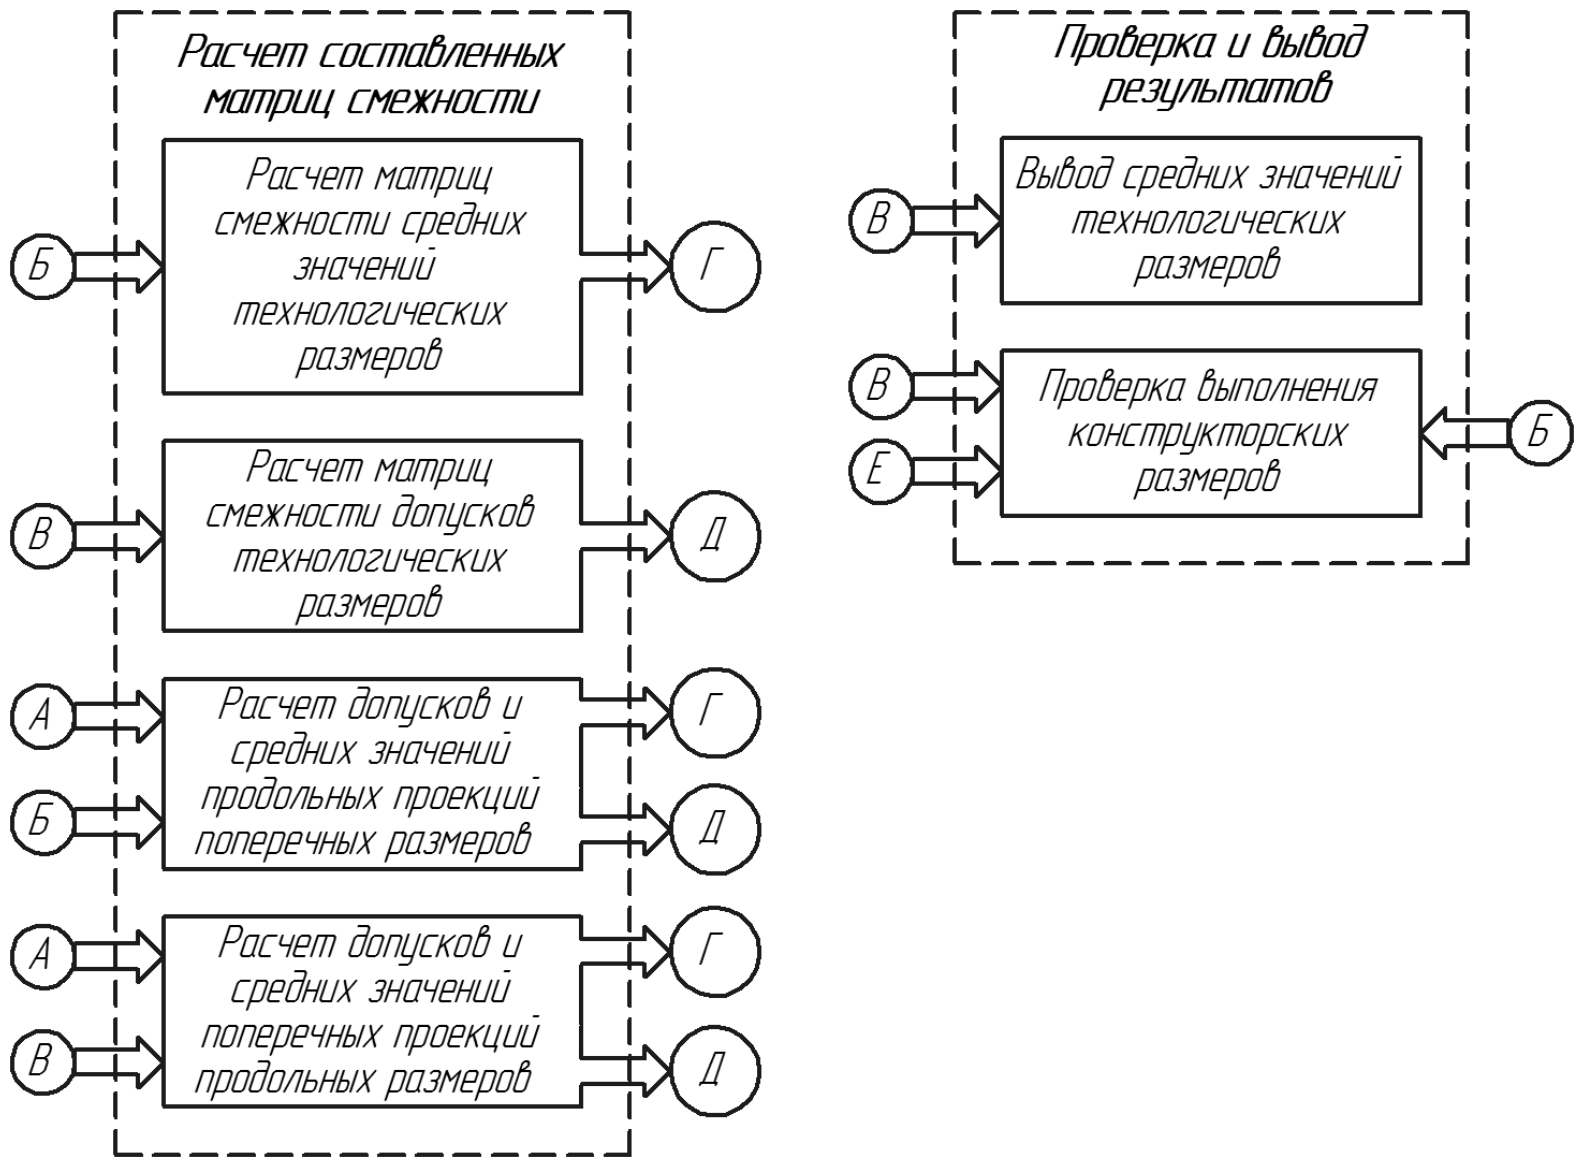 Расчет составленных
матриц смежности
Б
Расчет матриц
смежности средних
значений
технологических
размеров
Г
В
Расчет матриц
смежности допусков
технологических
размеров
Д
А
Б
Расчет допусков и
средних значений
продольных проекций
поперечных размеров
Г
Д
А
В
Расчет допусков и
средних значений
поперечных проекций
продольных размеров
Г
Д
Проверка и вывод
результатов
В
Вывод средних значений
технологических
размеров
В
Е
Проверка выполнения
конструкторских
размеров
Б